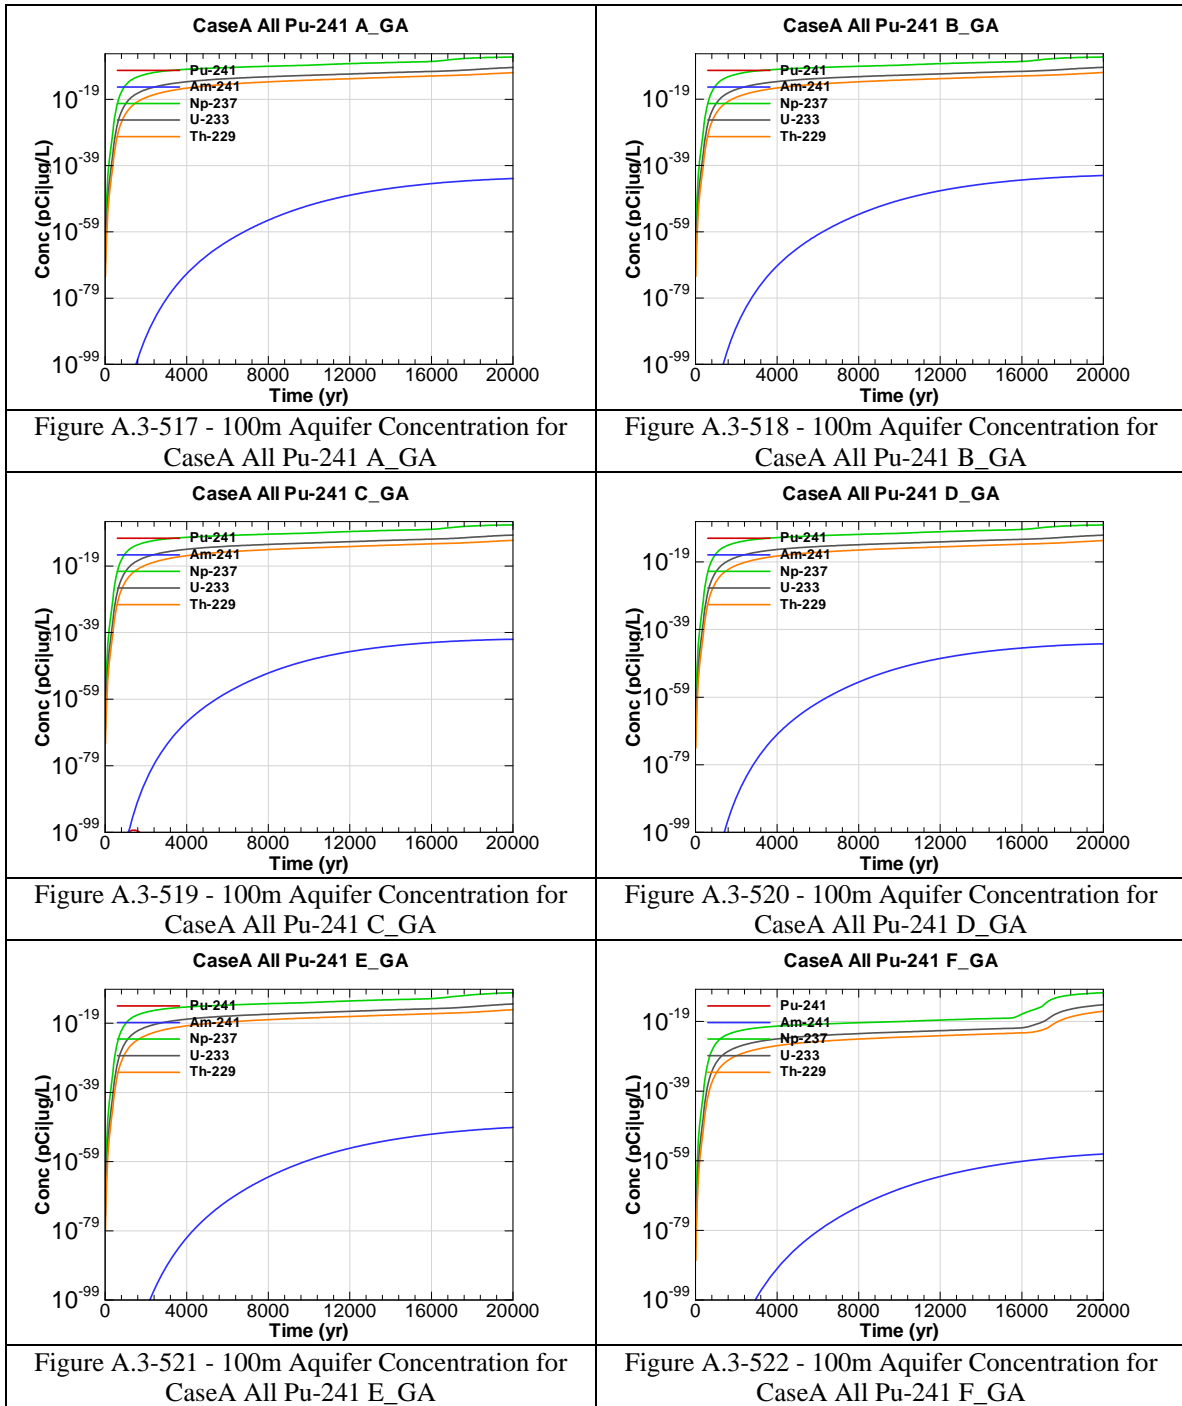 CaseA All Pu-241 A_GA
Conc (pCi|ug/L)
10-19
10-39
10-59
10-79
10-99
Pu-241
Am-241
Np-237
U-233
Th-229
0 4000 8000 12000 16000 20000
Time (yr)
Figure A.3-517 - 100m Aquifer Concentration for
CaseA All Pu-241 A_GA
CaseA All Pu-241 B_GA
Conc (pCi|ug/L)
10-19
10-39
10-59
10-79
10-99
Pu-241
Am-241
Np-237
U-233
Th-229
0 4000 8000 12000 16000 20000
Time (yr)
Figure A.3-518 - 100m Aquifer Concentration for
CaseA All Pu-241 B_GA
CaseA All Pu-241 C_GA
Conc (pCi|ug/L)
10-19
10-39
10-59
10-79
10-99
Pu-241
Am-241
Np-237
U-233
Th-229
0 4000 8000 12000 16000 20000
Time (yr)
Figure A.3-519 - 100m Aquifer Concentration for
CaseA All Pu-241 C_GA
CaseA All Pu-241 D_GA
Conc (pCi|ug/L)
10-19
10-39
10-59
10-79
10-99
Pu-241
Am-241
Np-237
U-233
Th-229
0 4000 8000 12000 16000 20000
Time (yr)
Figure A.3-520 - 100m Aquifer Concentration for
CaseA All Pu-241 D_GA
CaseA All Pu-241 E_GA
Conc (pCi|ug/L)
10-19
10-39
10-59
10-79
10-99
Pu-241
Am-241
Np-237
U-233
Th-229
0 4000 8000 12000 16000 20000
Time (yr)
Figure A.3-521 - 100m Aquifer Concentration for
CaseA All Pu-241 E_GA
CaseA All Pu-241 F_GA
Conc (pCi|ug/L)
10-19
10-39
10-59
10-79
10-99
Pu-241
Am-241
Np-237
U-233
Th-229
0 4000 8000 12000 16000 20000
Time (yr)
Figure A.3-522 - 100m Aquifer Concentration for
CaseA All Pu-241 F_GA